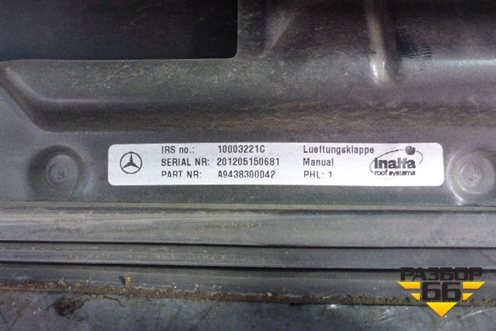 IRS no.: 10003221C Lueftungsklappe
SERIAL NR: 201205150681 Manual
PART NR: A9438300042 PHL: 1
Inalfa
roof systems
РАЗБОР
66